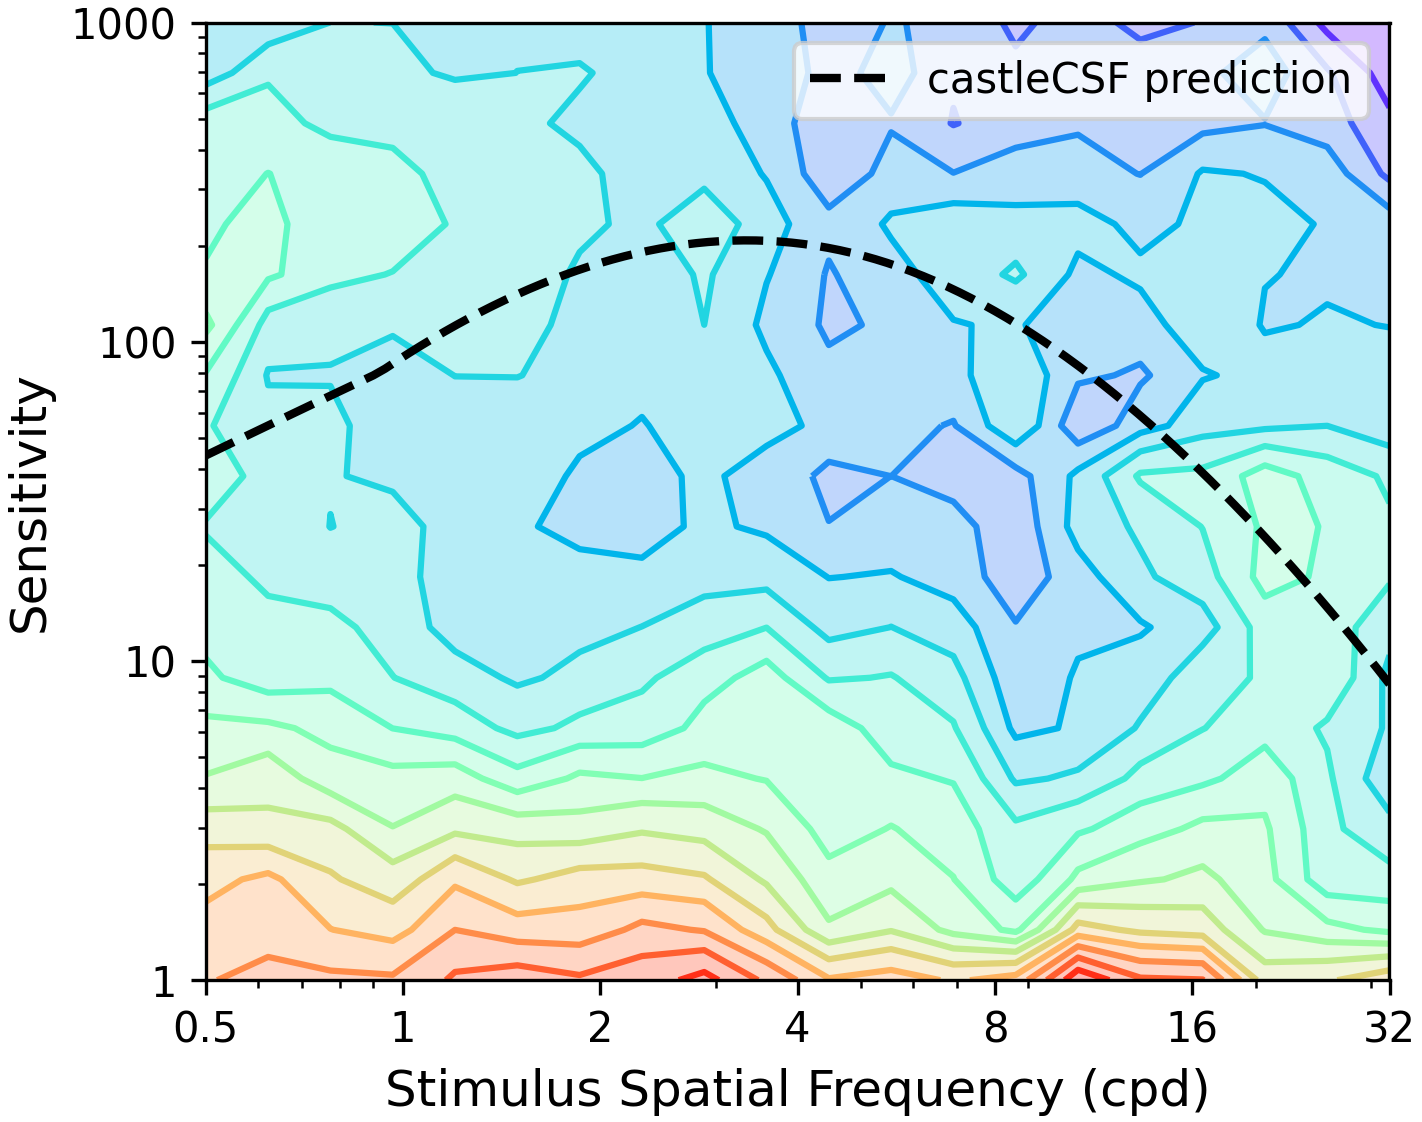 1000
castleCSF prediction
100
Sensitivity
10
1
0.5 1 2 4 8 16 32
Stimulus Spatial Frequency (cpd)